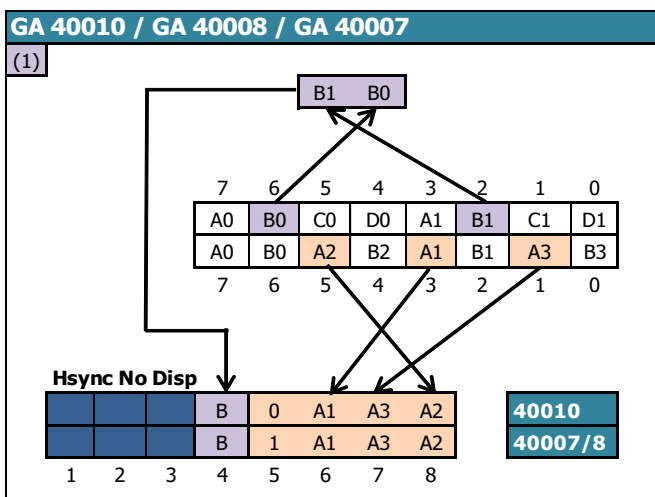 GA 40010 / GA 40008 / GA 40007
(1)
B1 B0
7 6 5 4 3 2 1 0
A0 B0 C0 D0 A1 B1 C1 D1
A0 B0 A2 B2 A1 B1 A3 B3
7 6 5 4 3 2 1 0
Hsync No Disp
B 0 A1 A3 A2 40010
B 1 A1 A3 A2 40007/8
1 2 3 4 5 6 7 8